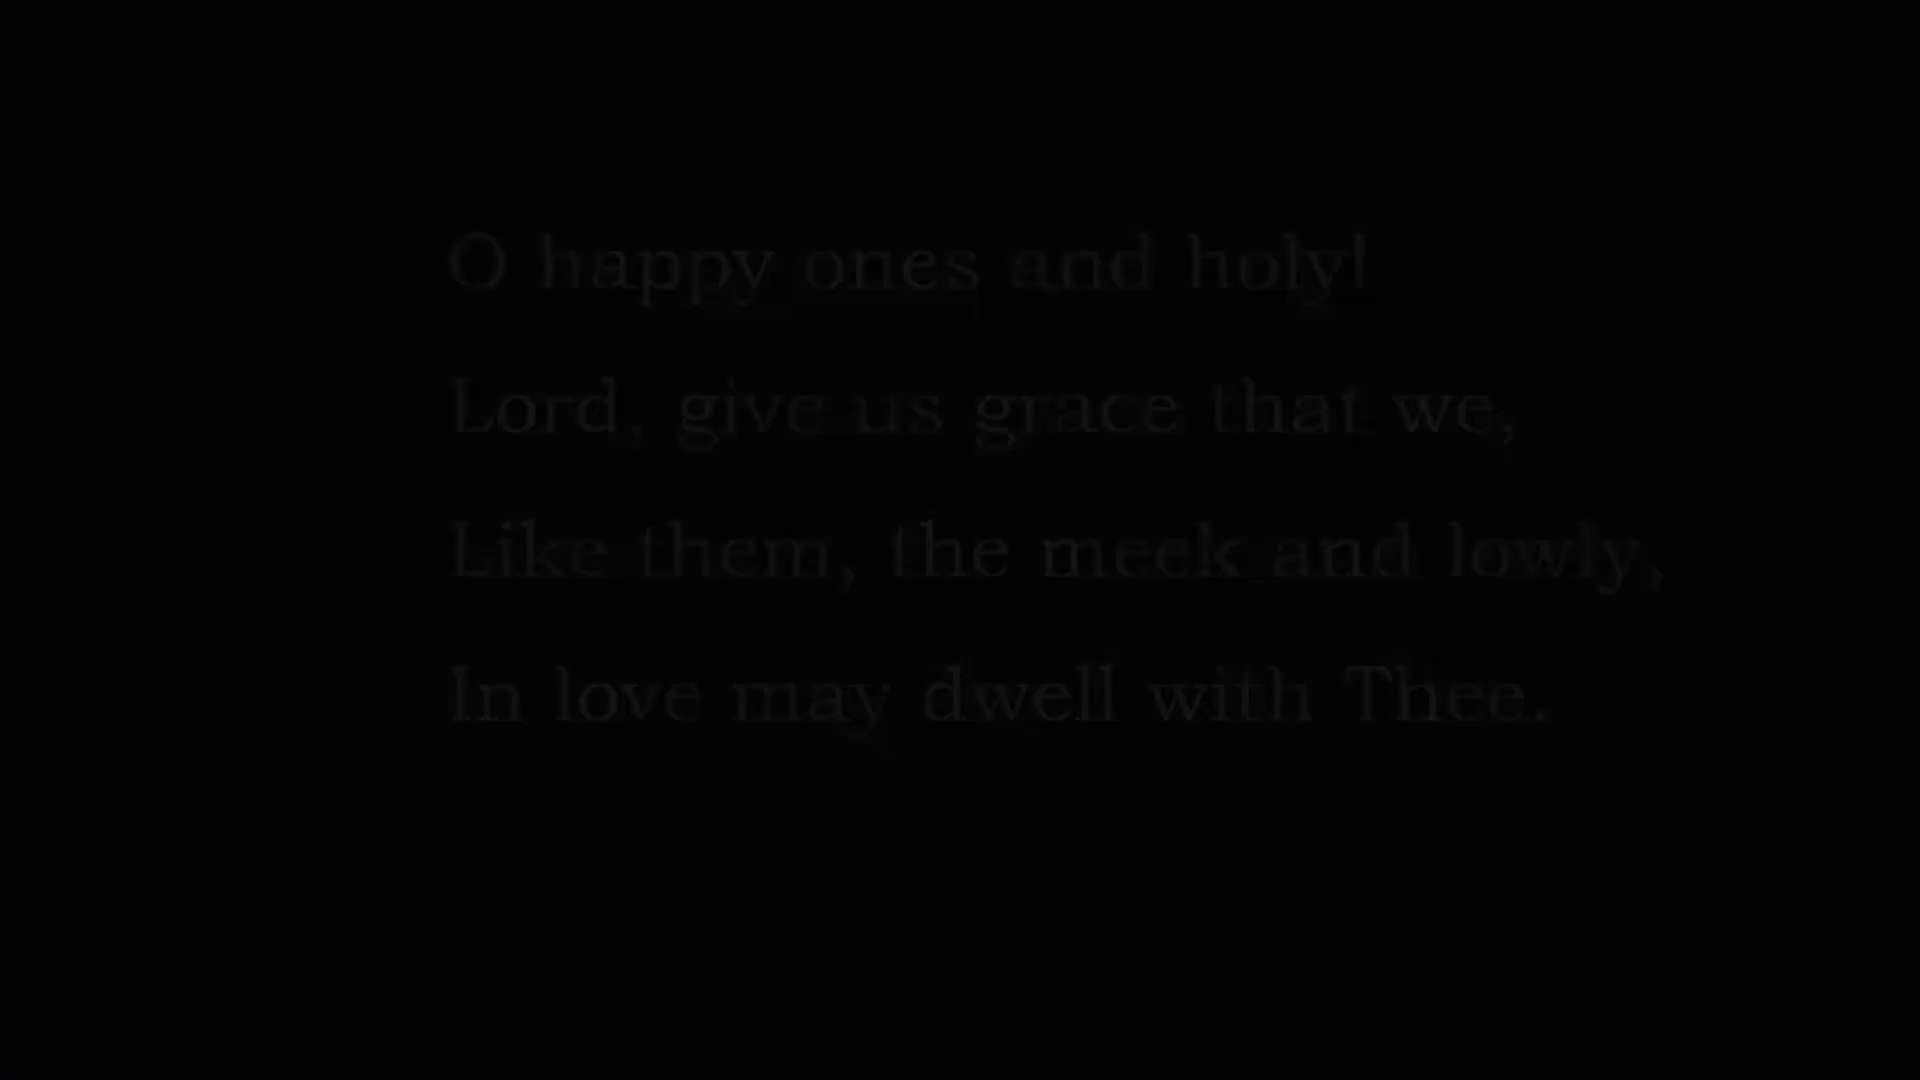 O happy ones and holy!
Lord, give us grace that we,
Like them, the meek and lowly,
In love may dwell with Thee.